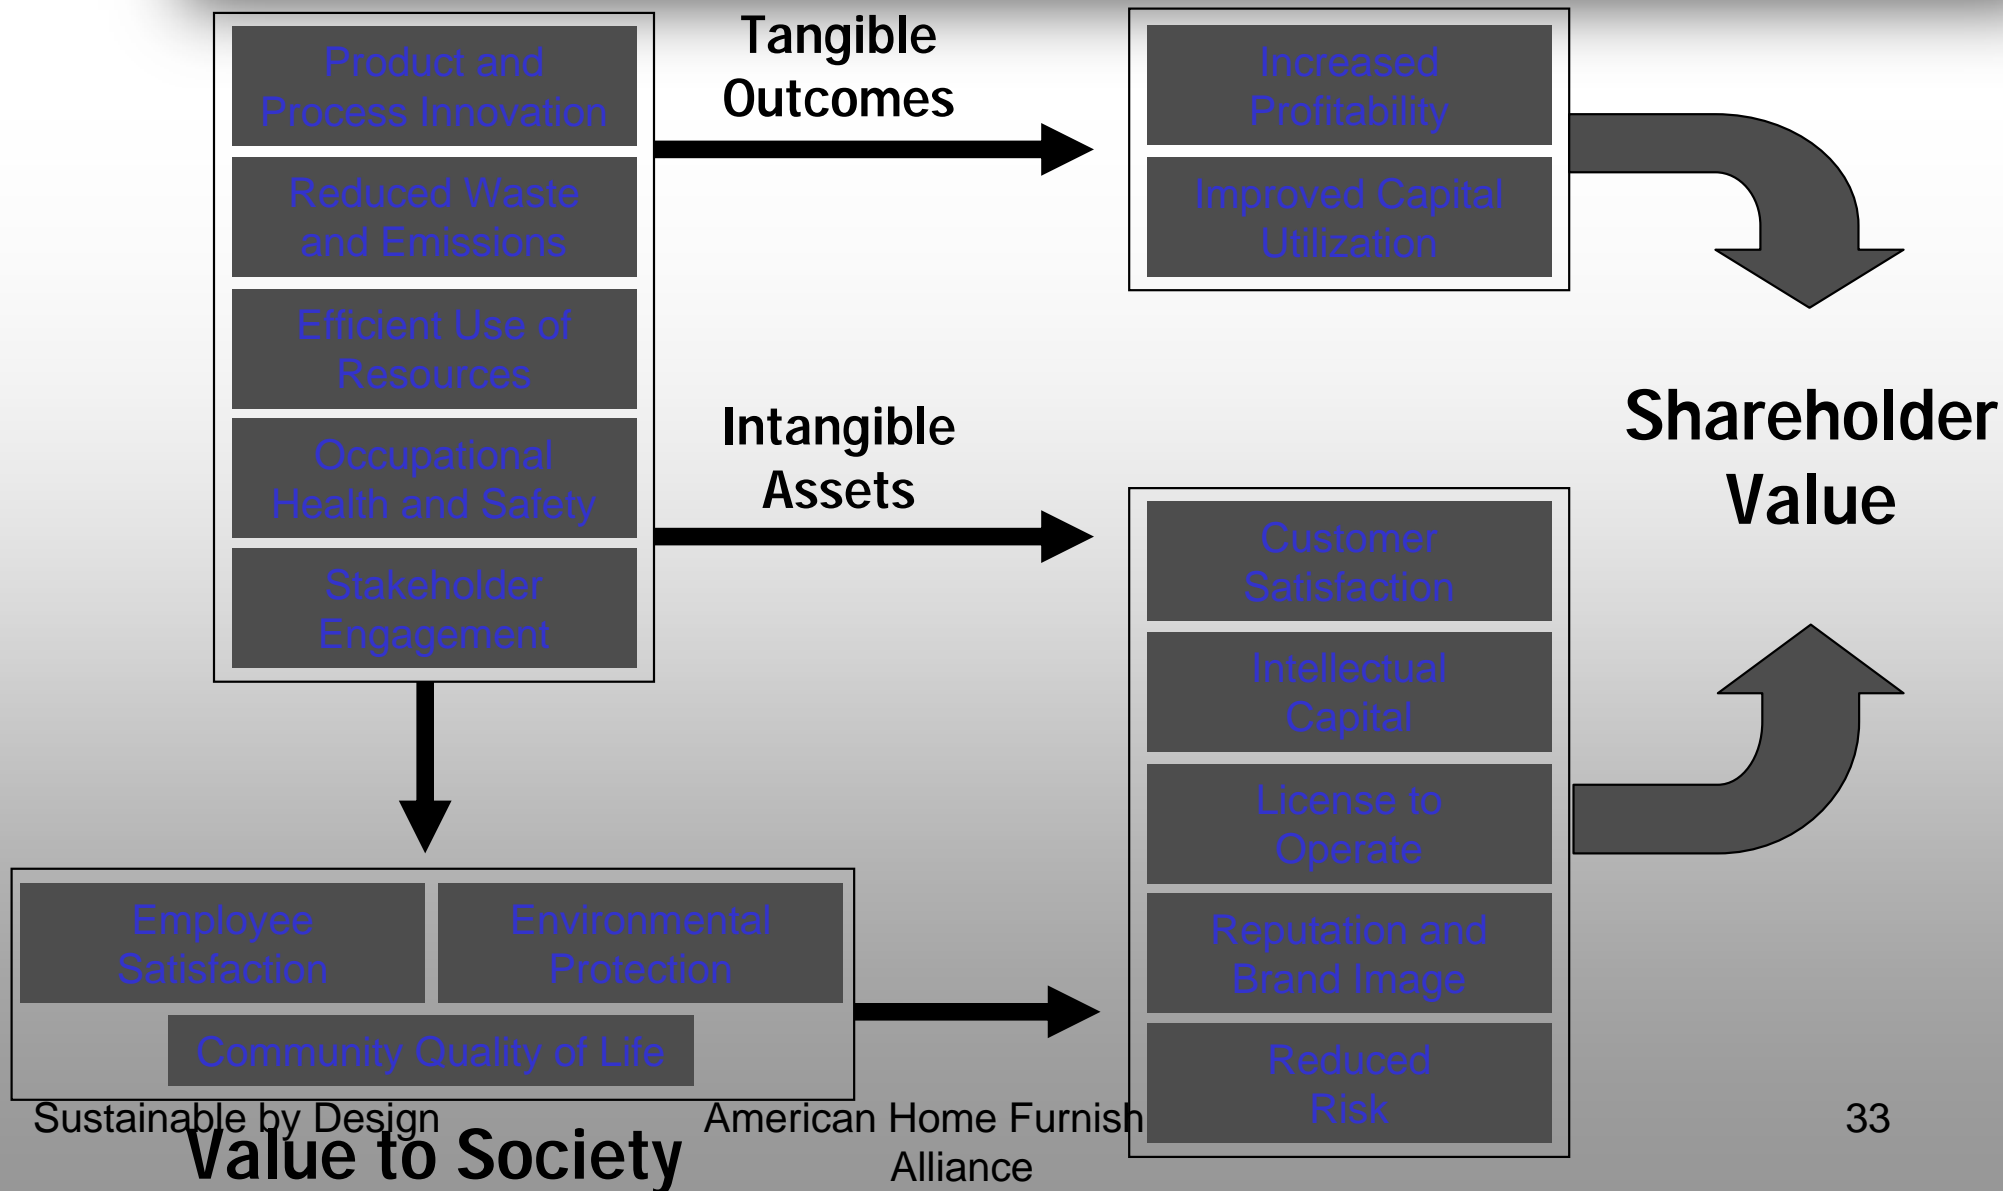 Product and
Process Innovation
Reduced Waste
and Emissions
Efficient Use of
Resources
Occupational
Health and Safety
Stakeholder
Engagement
Tangible
Outcomes
Intangible
Assets
Increased
Profitability
Improved Capital
Utilization
Shareholder
Value
Customer
Satisfaction
Intellectual
Capital
License to
Operate
Reputation and
Brand Image
Reduced
Risk
Employee
Satisfaction
Environmental
Protection
Community Quality of Life
Value to Society
Sustainable by Design
American Home Furnish
Alliance
33